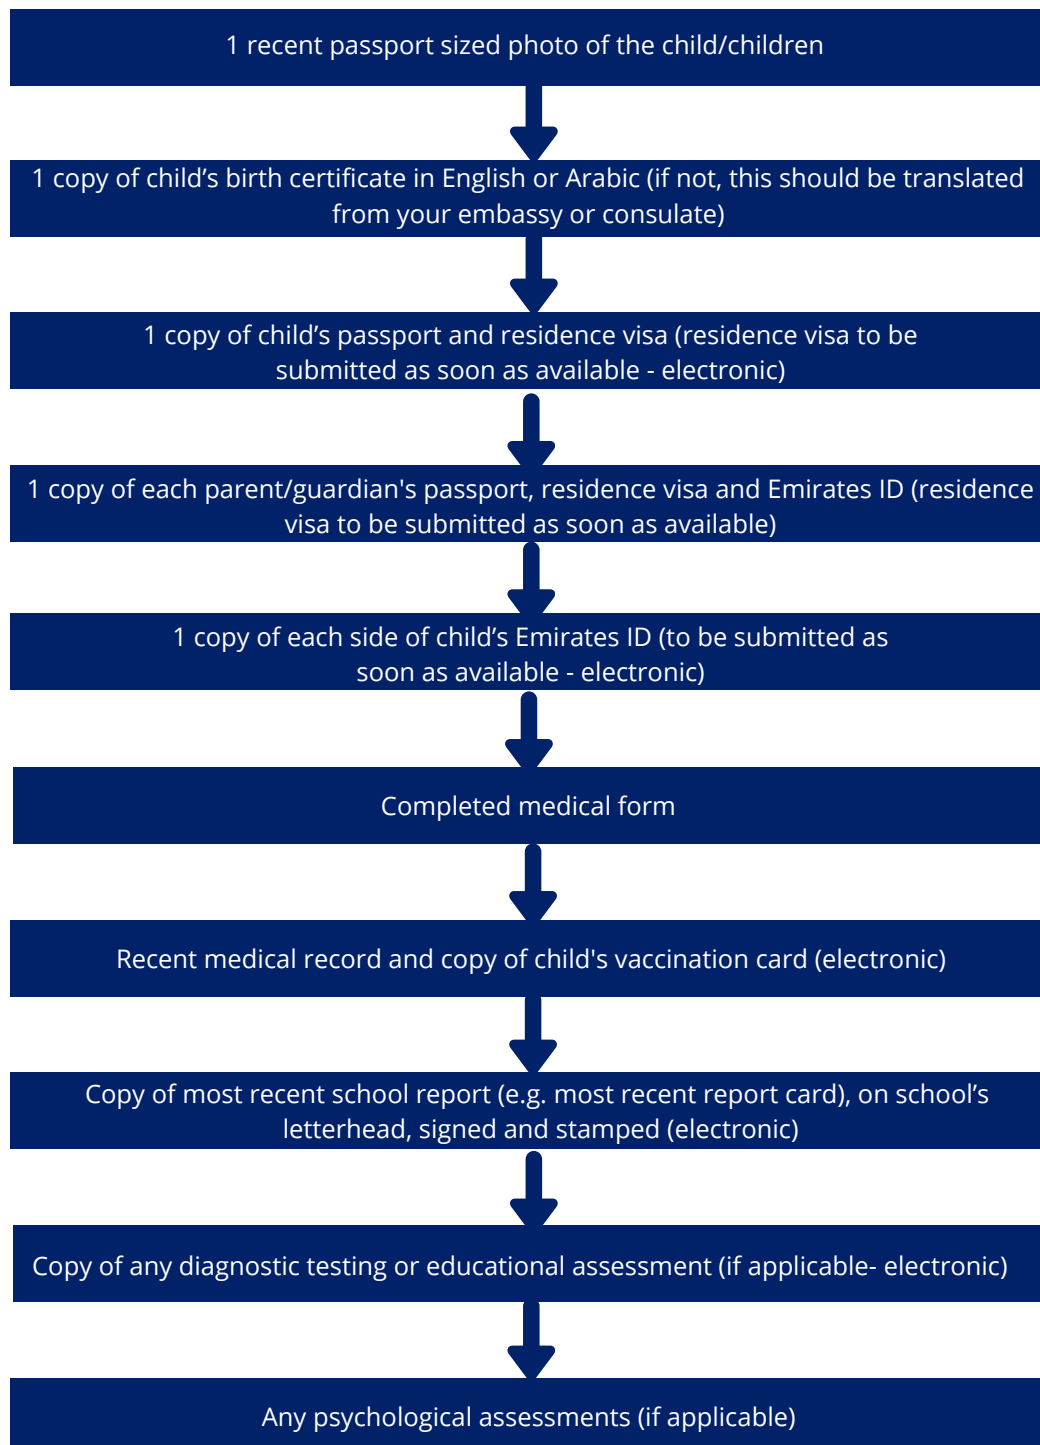 1 recent passport sized photo of the child/children
1 copy of child’s birth certificate in English or Arabic (if not, this should be translated
from your embassy or consulate)
1 copy of child’s passport and residence visa (residence visa to be
submitted as soon as available - electronic)
1 copy of each parent/guardian's passport, residence visa and Emirates ID (residence
visa to be submitted as soon as available)
1 copy of each side of child’s Emirates ID (to be submitted as
soon as available - electronic)
Completed medical form
Recent medical record and copy of child's vaccination card (electronic)
Copy of most recent school report (e.g. most recent report card), on school’s
letterhead, signed and stamped (electronic)
Copy of any diagnostic testing or educational assessment (if applicable- electronic)
Any psychological assessments (if applicable)